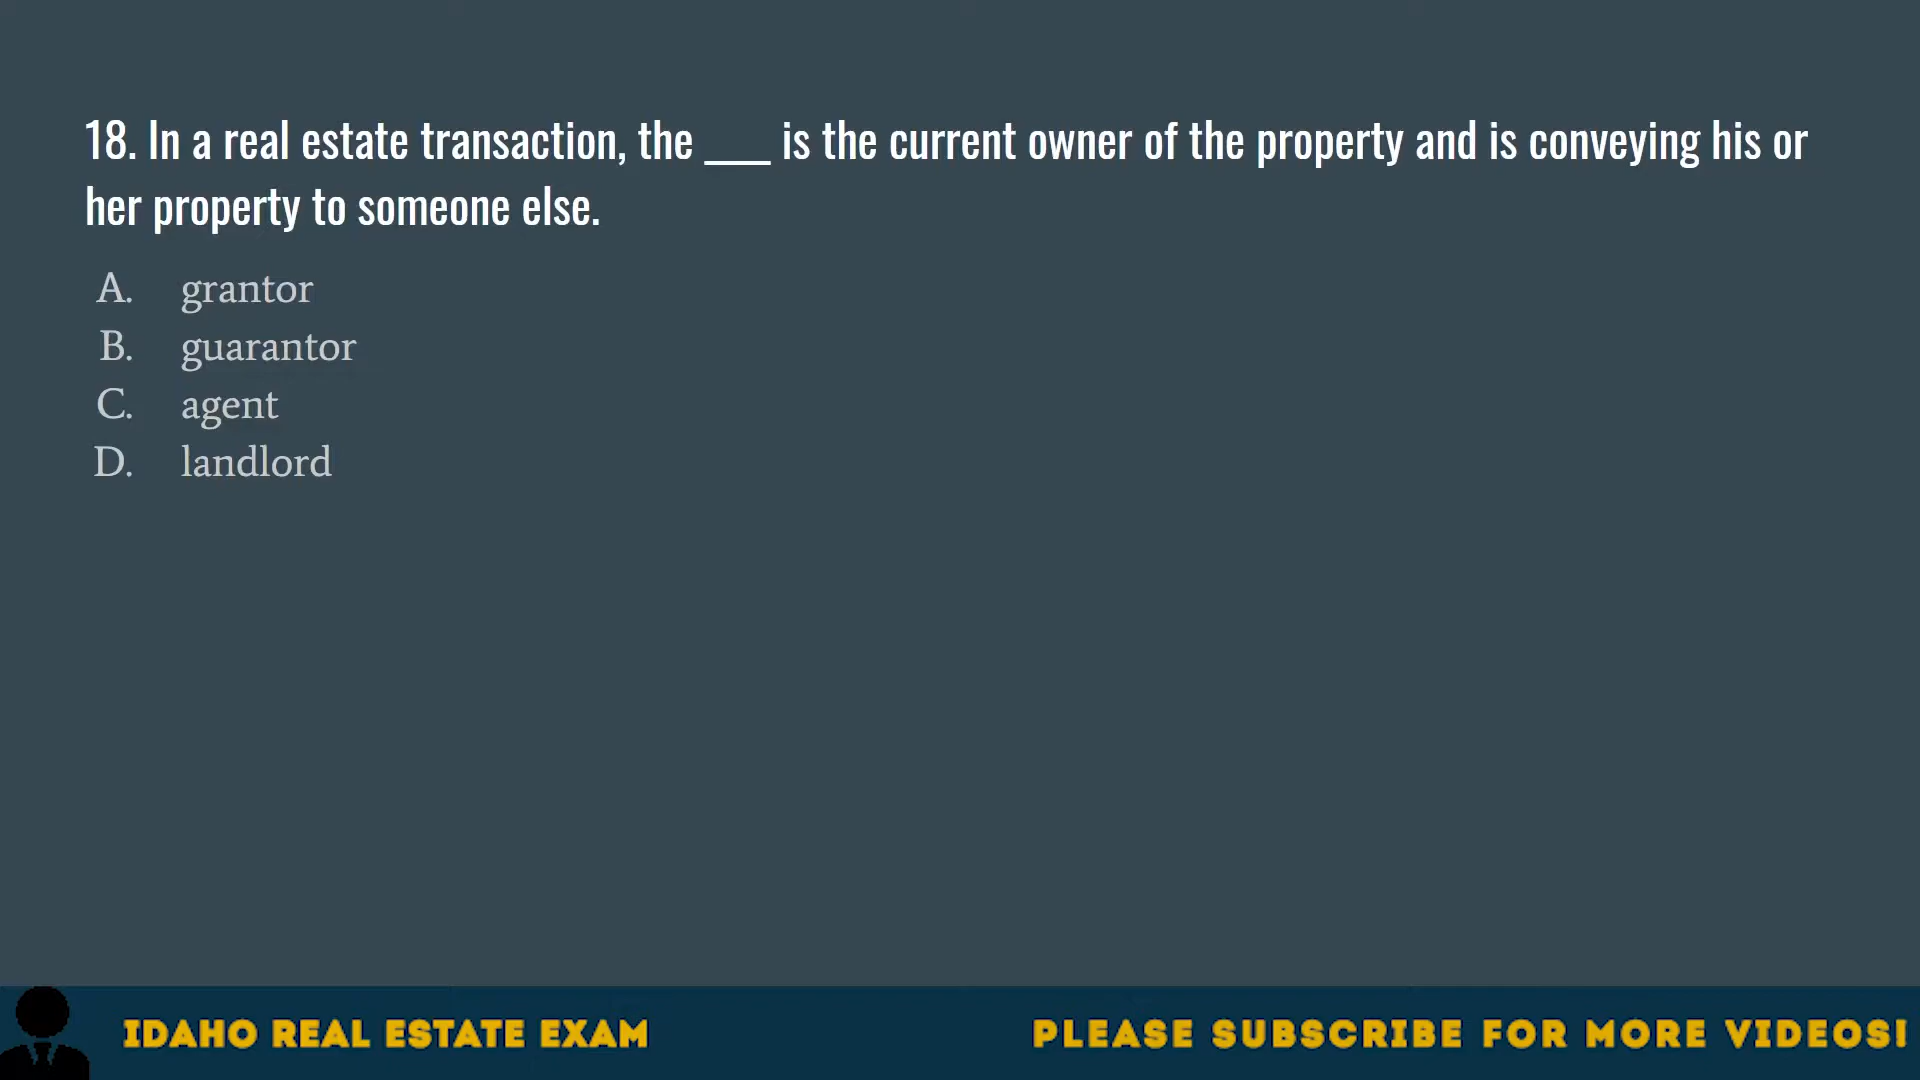 18. In a real estate transaction, the ____ is the current owner of the property and is conveying his or
her property to someone else.
A. grantor
B. guarantor
C. agent
D. landlord
IDAHO REAL ESTATE EXAM
PLEASE SUBSCRIBE FOR MORE VIDEOS!